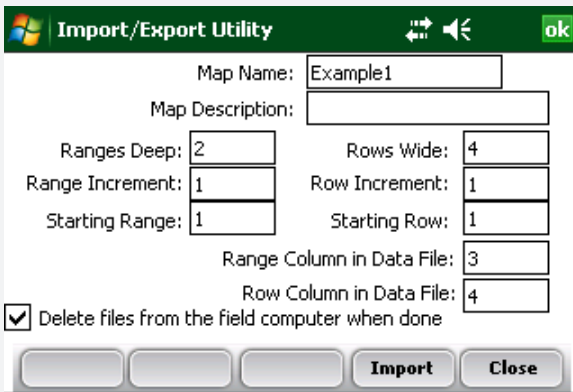 Import/Export Utility ok
Map Name: Example1
Map Description:
Ranges Deep: 2 Rows Wide: 4
Range Increment: 1 Row Increment: 1
Starting Range: 1 Starting Row: 1
Range Column in Data File: 3
Row Column in Data File: 4
Delete files from the field computer when done
Import Close